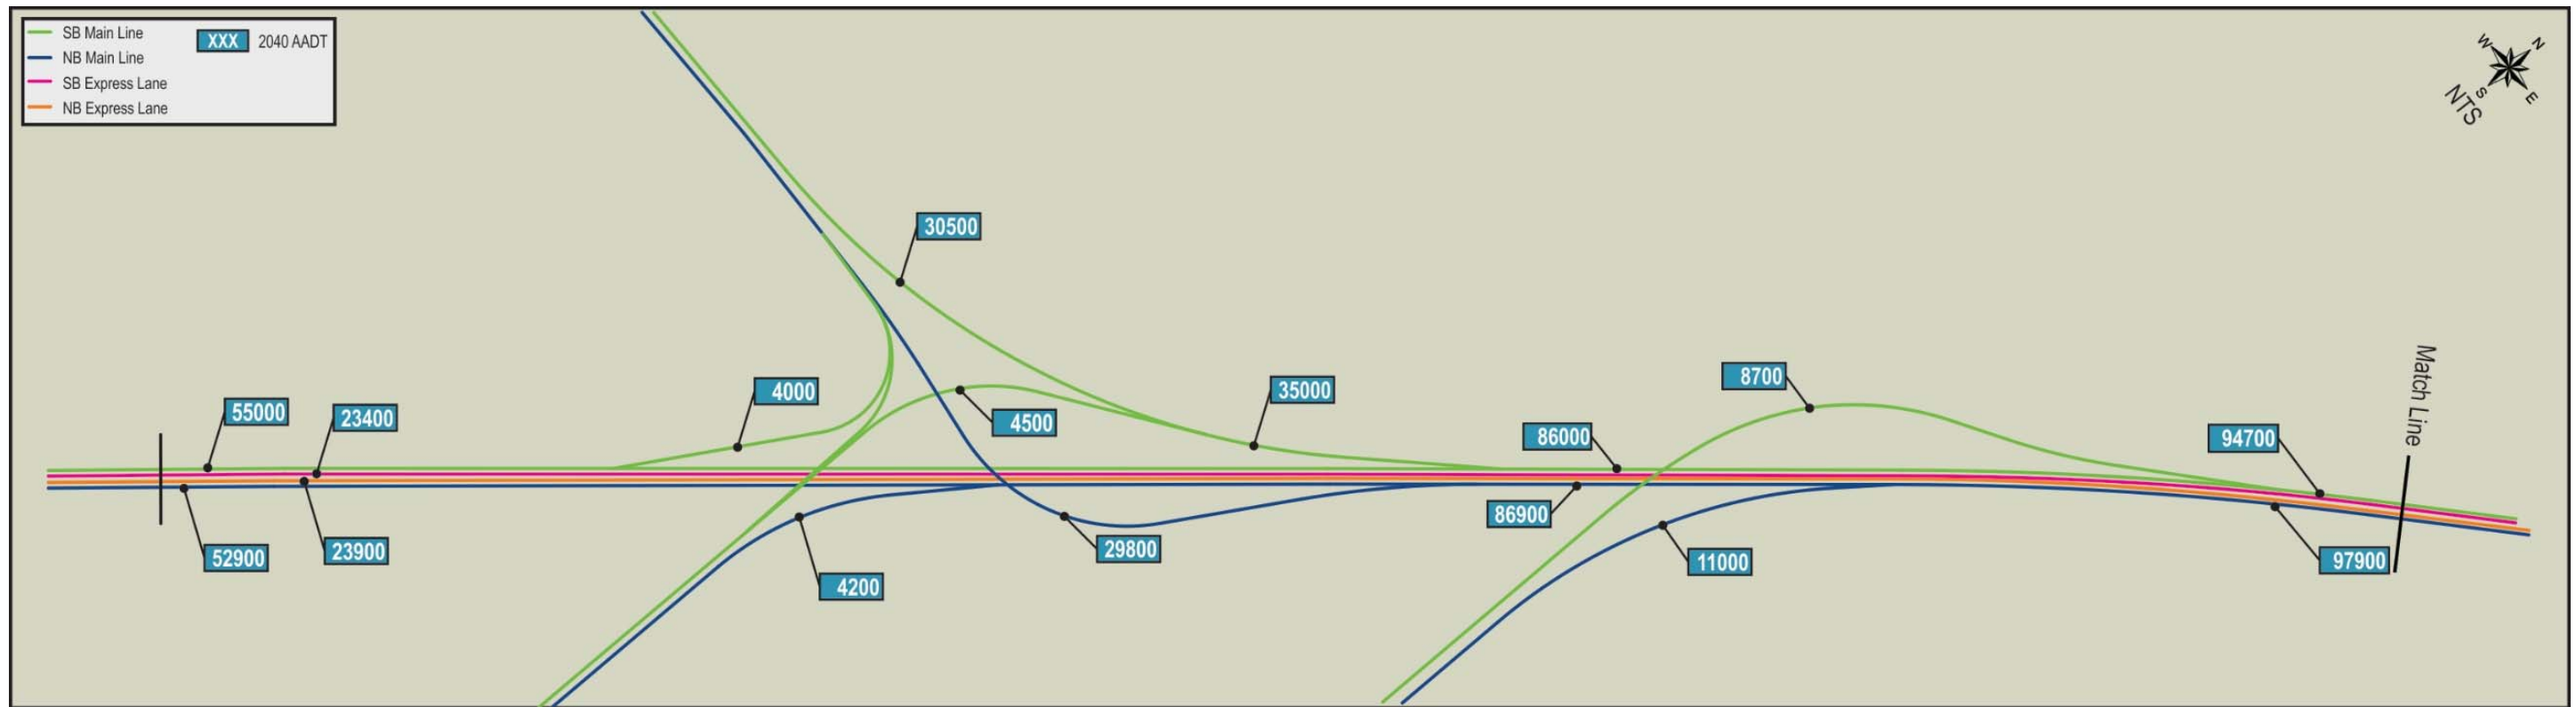 SB Main Line
NB Main Line
SB Express Lane
NB Express Lane
XXX 2040 AADT
W N
S E
NTS
30500
4000
4500
35000
8700
55000
23400
86000
94700
Match Line
52900
23900
4200
29800
86900
11000
97900